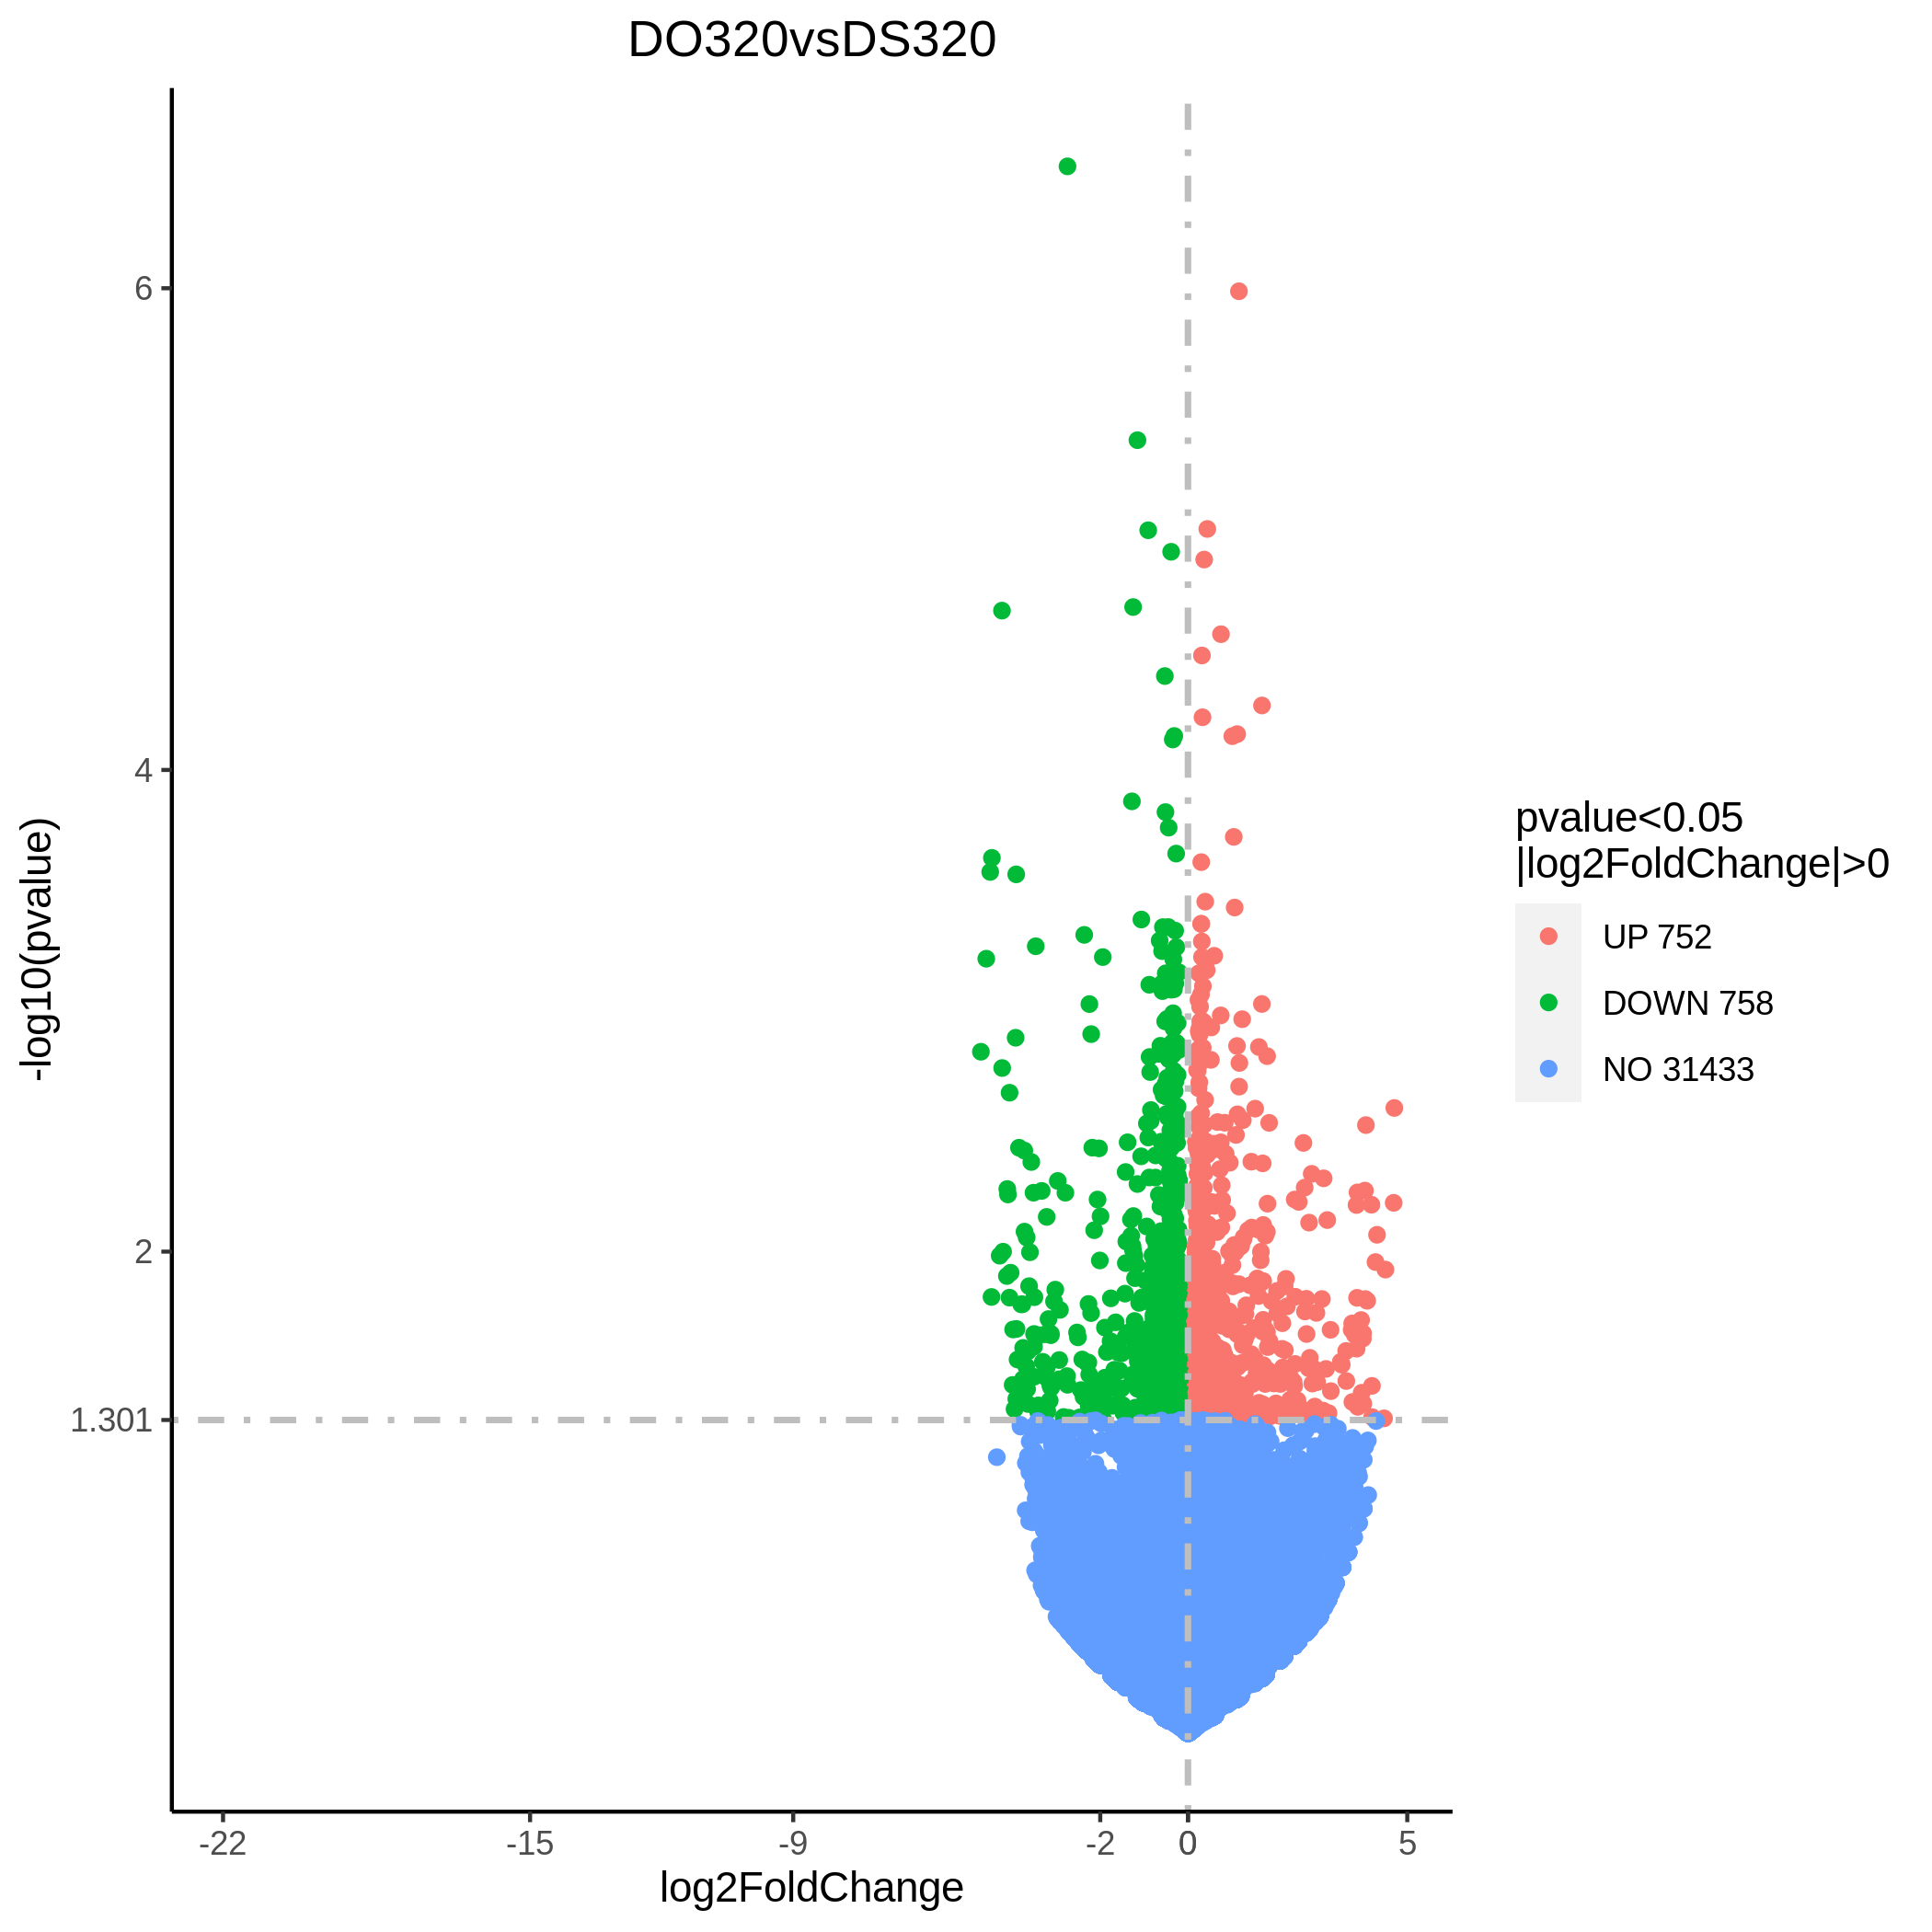 DO320vsDS320
6
4
2
1.301
-log10(pvalue)
-22
-15
-9
-2
0
5
log2FoldChange
pvalue<0.05
|log2FoldChange|>0
UP 752
DOWN 758
NO 31433